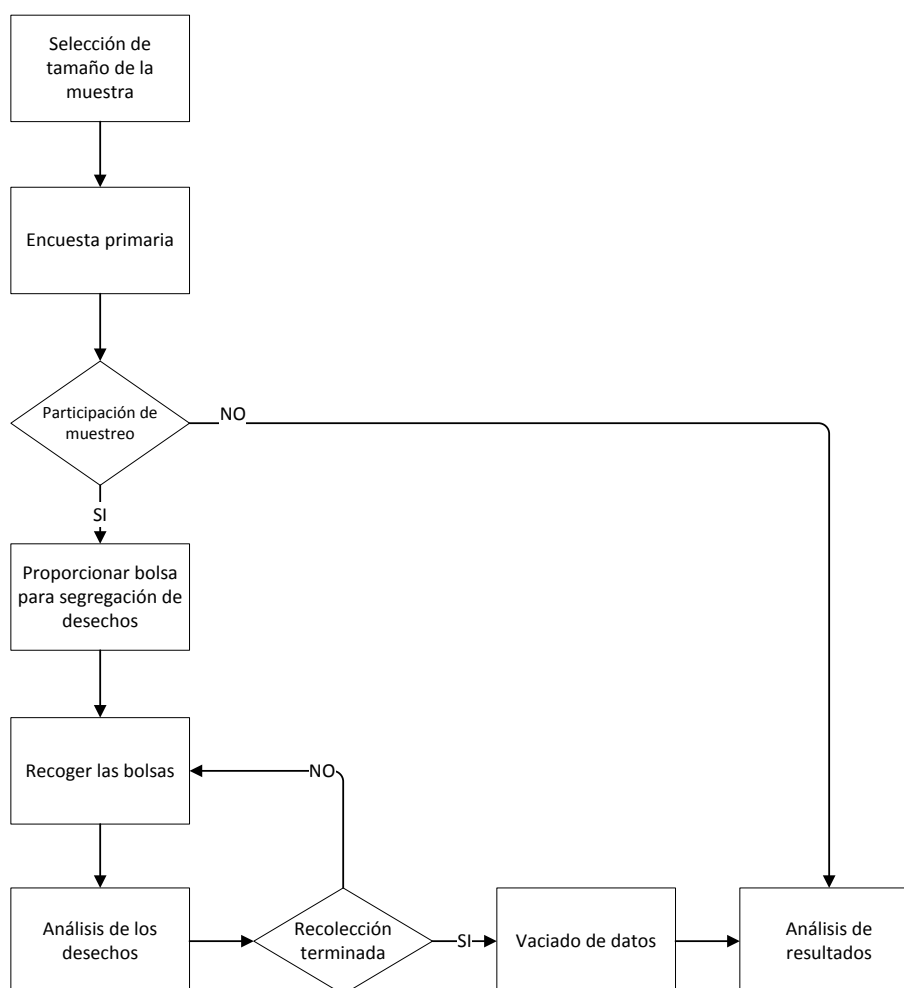 Selección de
tamaño de la
muestra
Encuesta primaria
Participación de
muestreo
NO
SI
Proporcionar bolsa
para segregación de
desechos
Recoger las bolsas
NO
Análisis de los
desechos
Recolección
terminada
SI
Vaciado de datos
Análisis de
resultados